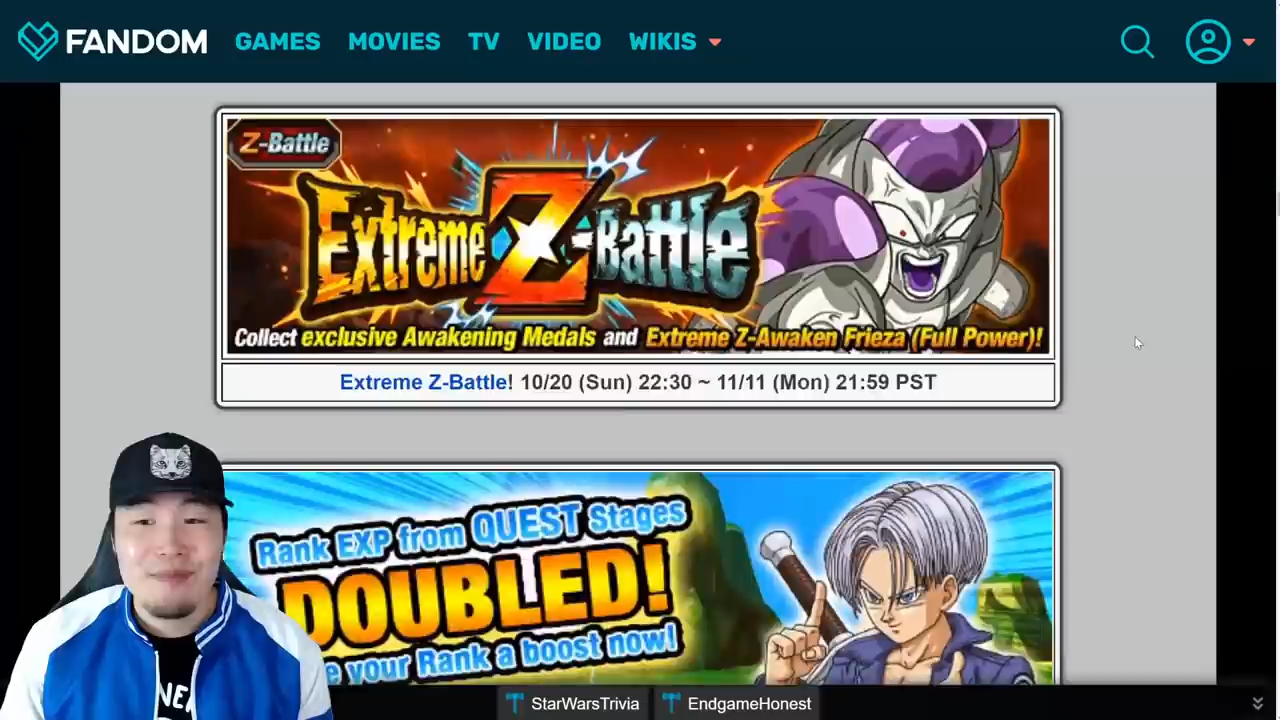 FANDOM GAMES MOVIES TV VIDEO WIKIS
Z-Battle
Extreme Z-Battle
Collect exclusive Awakening Medals and Extreme Z-Awaken Frieza (Full Power)!
Extreme Z-Battle! 10/20 (Sun) 22:30 ~ 11/11 (Mon) 21:59 PST
Rank EXP from QUEST Stages
DOUBLED!
your Rank a boost now!
StarWarsTrivia EndgameHonest